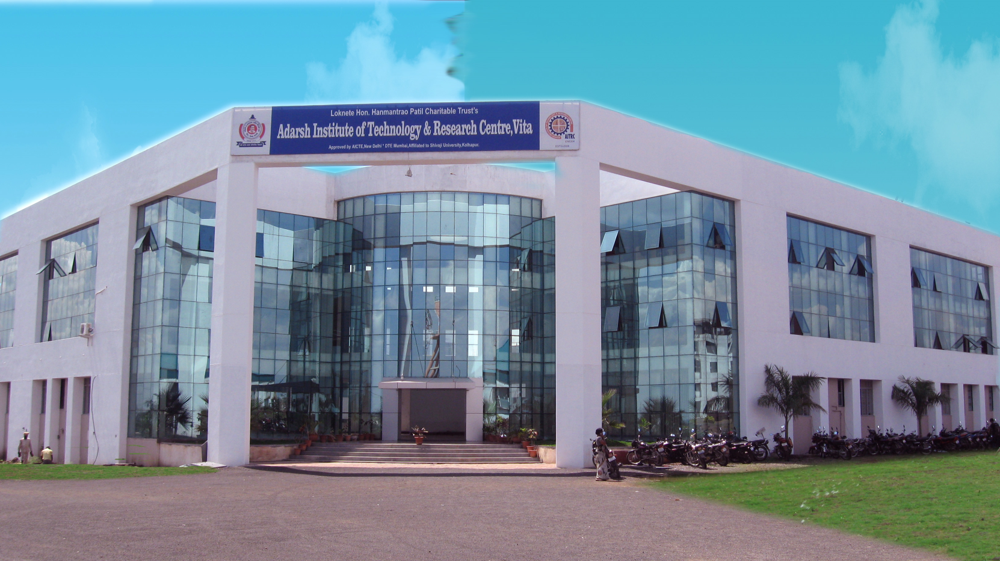 Loknete Hon. Hanmantrao Patil Charitable Trust's
Adarsh Institute of Technology & Research Centre,Vita
Approved by AICTE,New Delhi * DTE Mumbai,Affiliated to Shivaji University,Kolhapur.
AITRC